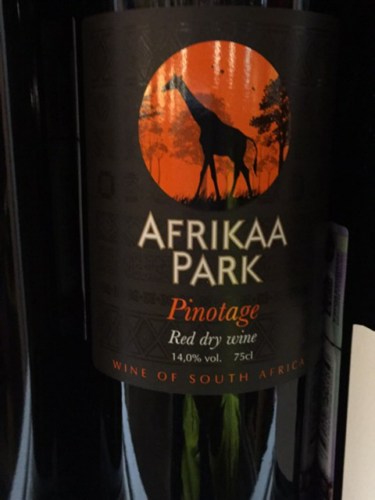 AFRIKAA
PARK
Pinotage
Red dry wine
14,0% vol. 75cl
WINE OF SOUTH AFRICA